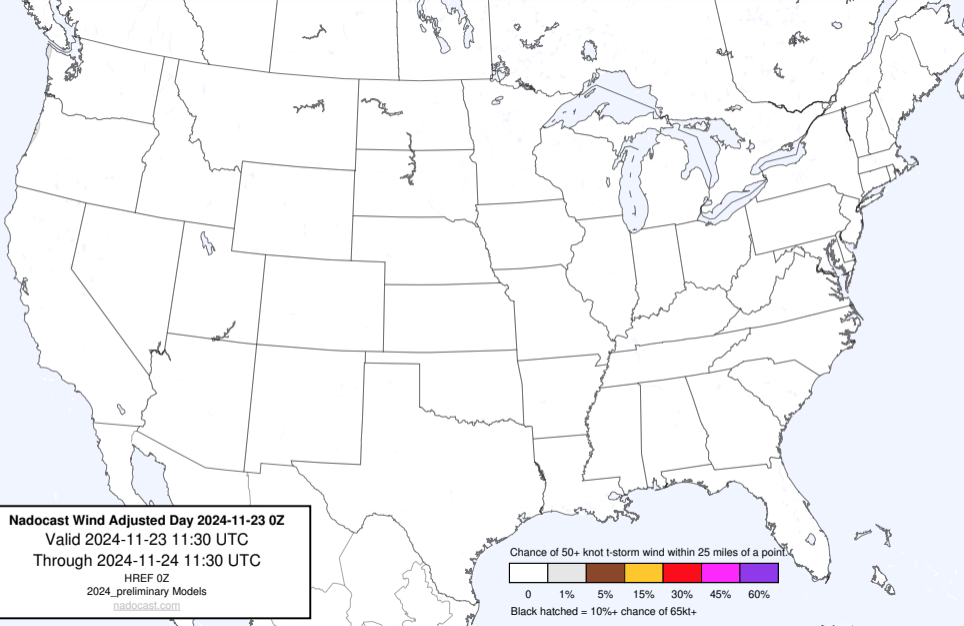 Nadocast Wind Adjusted Day 2024-11-23 0Z
Valid 2024-11-23 11:30 UTC
Through 2024-11-24 11:30 UTC
HREF 0Z
2024_preliminary Models
nadocast.com
Chance of 50+ knot t-storm wind within 25 miles of a point.
0 1% 5% 15% 30% 45% 60%
Black hatched = 10%+ chance of 65kt+